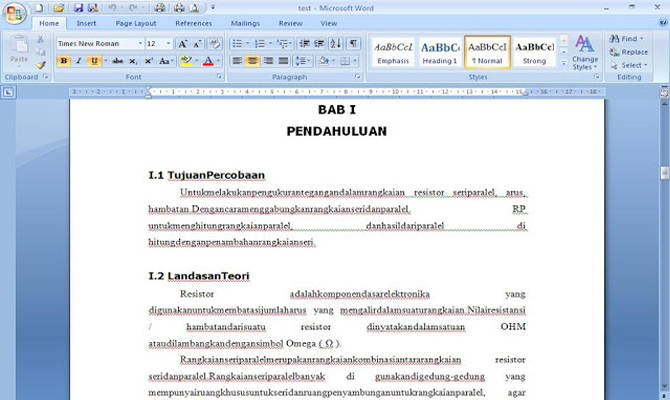 test - Microsoft Word
Home Insert Page Layout References Mailings Review View
Paste
Times New Roman 12
AaBbCcI AaBbC AaBbCcI AaBbCc
Emphasis Heading 1 ¶ Normal Strong
Change Styles
Find
Replace
Select
Clipboard Font Paragraph Styles Editing
BAB I
PENDAHULUAN
I.1 TujuanPercobaan
Untukmelakukanpengukurantegangandalamrangkaian resistor seriparalel, arus,
hambatan.Dengancaramenggabungkanrangkaianseridanparalel, RP
untukmenghitungrangkaianparalel, danhasildariparalel di
hitungdenganpenambahanrangkaianseri.
I.2 LandasanTeori
Resistor adalahkomponendasarelektronika yang
digunakanuntukmembatasijumlaharus yang mengalirdalamsuaturangkaian.Nilairesistansi
/ hambatandarisuatu resistor dinyatakandalamsatuan OHM
ataudilambangkandengansimbol Omega ( Ω ).
Rangkaianseriparalelmerupakanrangkaiankombinasiantararangkaian resistor
seridanparalel.Rangkaianseriparalelbanyak di gunakandigedung-gedung yang
mempunyairuangkhususuntukseridanruangpenyambunganuntukrangkaianparalel, agar